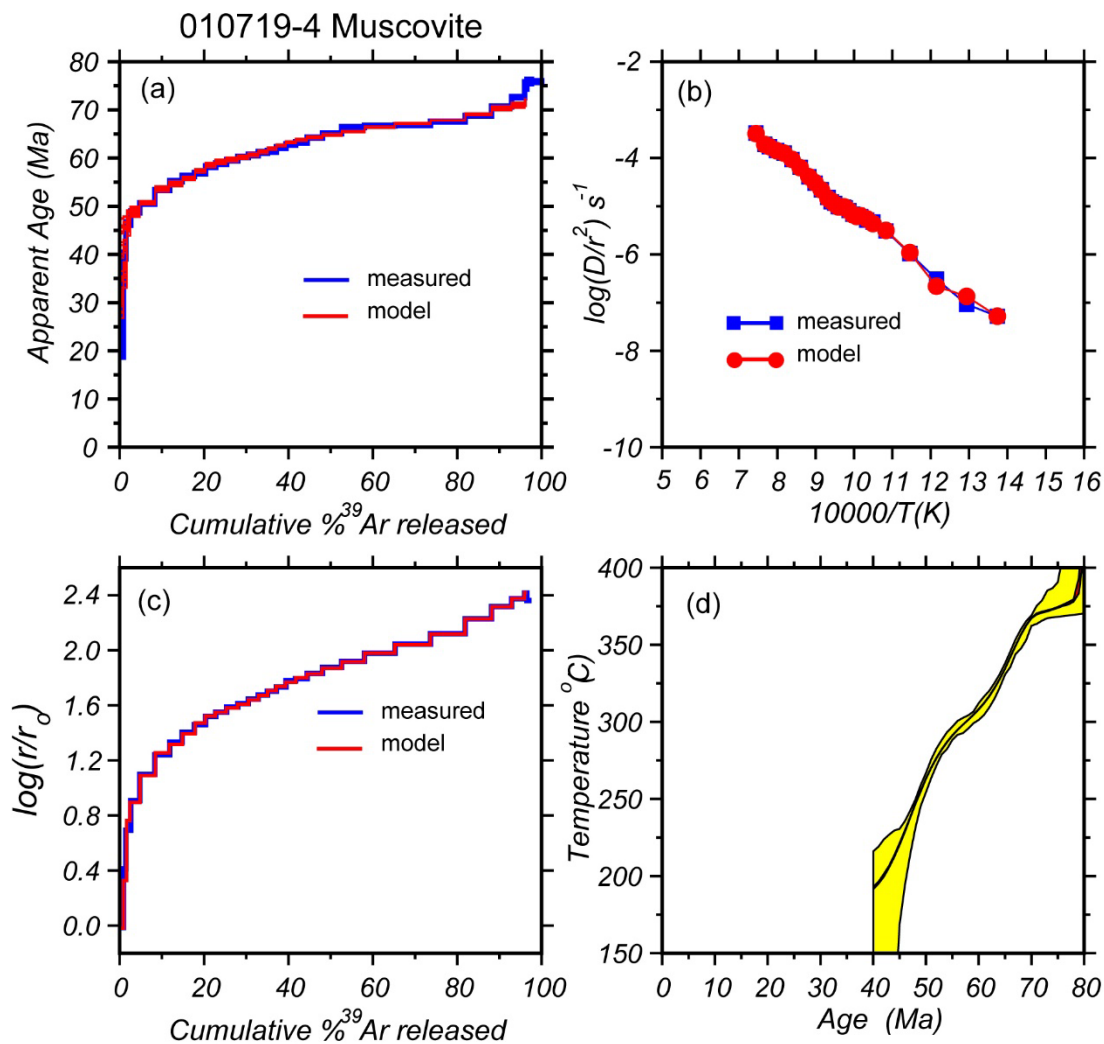 010719-4 Muscovite
(a)
Apparent Age (Ma)
80
70
60
50
40
30
20
10
0
measured
model
0 20 40 60 80 100
Cumulative %³⁹Ar released
(b)
log(D/r²) s⁻¹
-2
-4
-6
-8
-10
measured
model
5 6 7 8 9 10 11 12 13 14 15 16
10000/T(K)
(c)
log(r/rₒ)
2.4
2.0
1.6
1.2
0.8
0.4
0.0
measured
model
0 20 40 60 80 100
Cumulative %³⁹Ar released
(d)
Temperature °C)
400
350
300
250
200
150
0 10 20 30 40 50 60 70 80
Age (Ma)